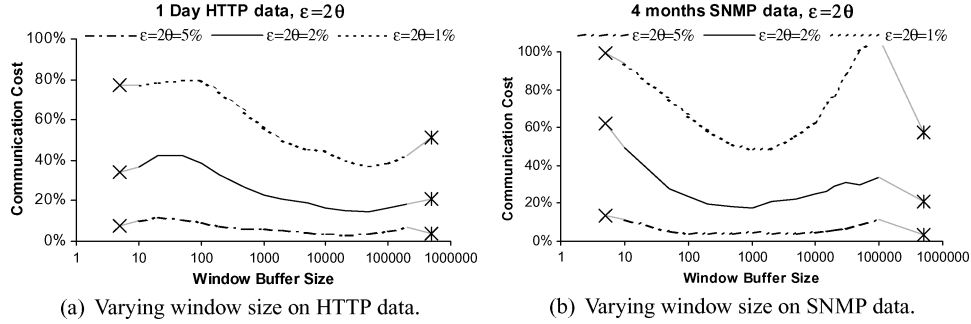 1 Day HTTP data, ε=2θ
ε=2θ=5% ε=2θ=2% ε=2θ=1%
Communication Cost
100%
80%
60%
40%
20%
0%
1 10 100 1000 10000 100000 1000000
Window Buffer Size
(a) Varying window size on HTTP data.
4 months SNMP data, ε=2θ
ε=2θ=5% ε=2θ=2% ε=2θ=1%
Communication Cost
100%
80%
60%
40%
20%
0%
1 10 100 1000 10000 100000 1000000
Window Buffer Size
(b) Varying window size on SNMP data.